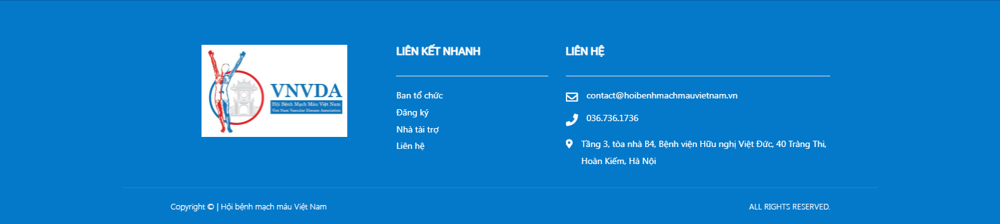 VNVDA
Hội Bệnh Mạch Máu Việt Nam
Viet Nam Vascular Disease Association
LIÊN KẾT NHANH
Ban tổ chức
Đăng ký
Nhà tài trợ
Liên hệ
LIÊN HỆ
contact@hoibenhmachmauvietnam.vn
036.736.1736
Tầng 3, tòa nhà B4, Bệnh viện Hữu nghị Việt Đức, 40 Tràng Thi,
Hoàn Kiếm, Hà Nội
Copyright © | Hội bệnh mạch máu Việt Nam
ALL RIGHTS RESERVED.